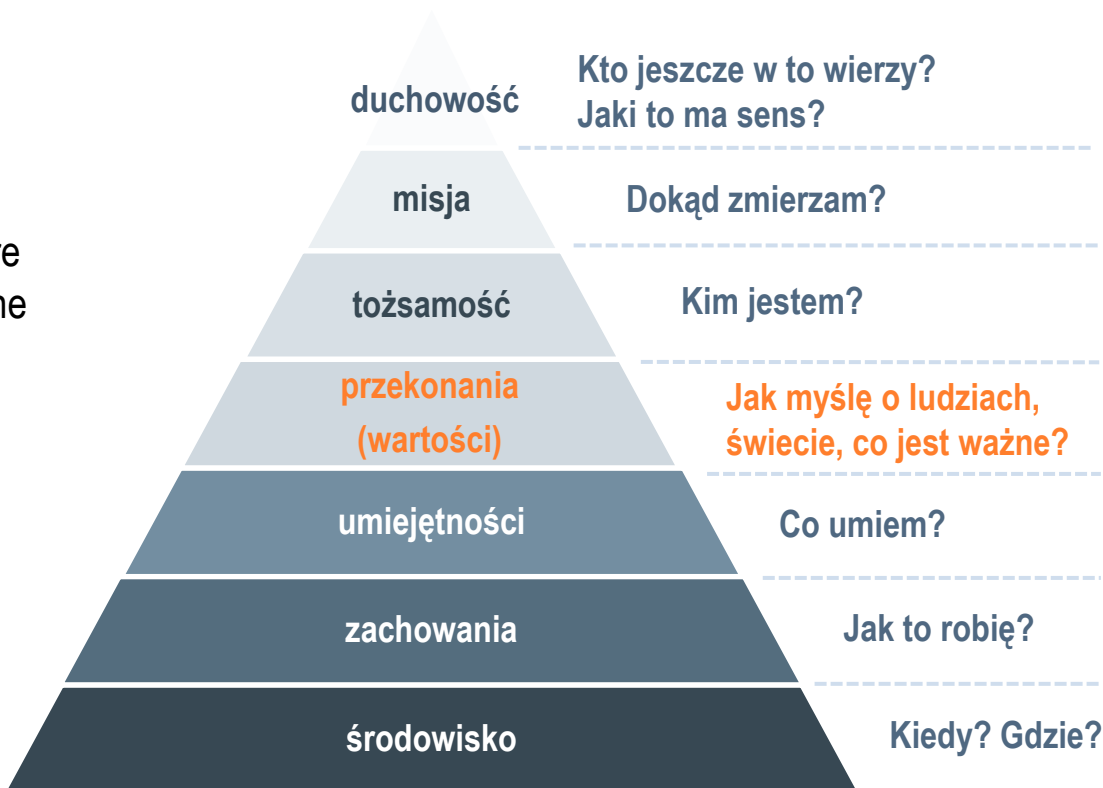 duchowość
Kto jeszcze w to wierzy?
Jaki to ma sens?
misja
Dokąd zmierzam?
tożsamość
Kim jestem?
przekonania
(wartości)
Jak myślę o ludziach,
świecie, co jest ważne?
umiejętności
Co umiem?
zachowania
Jak to robię?
środowisko
Kiedy? Gdzie?